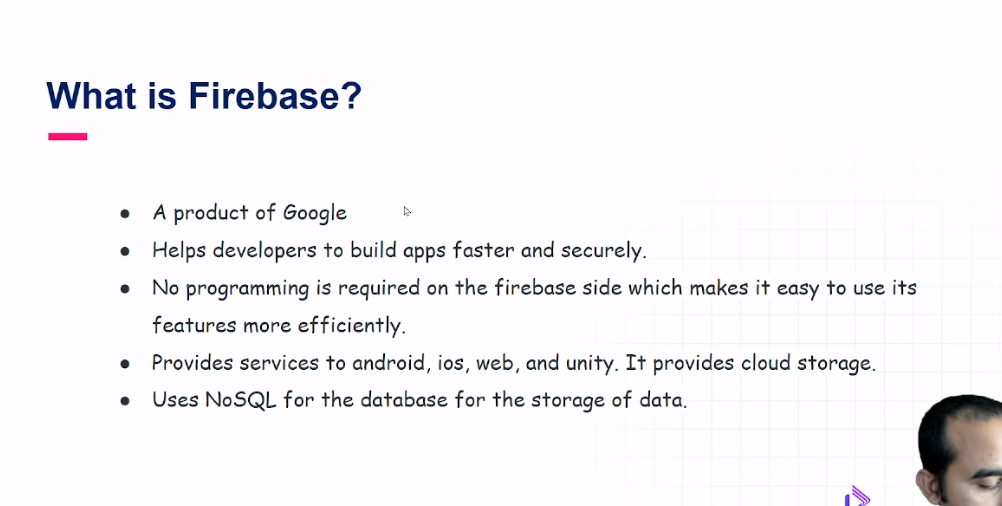 What is Firebase?
● A product of Google
● Helps developers to build apps faster and securely.
● No programming is required on the firebase side which makes it easy to use its
features more efficiently.
● Provides services to android, ios, web, and unity. It provides cloud storage.
● Uses NoSQL for the database for the storage of data.